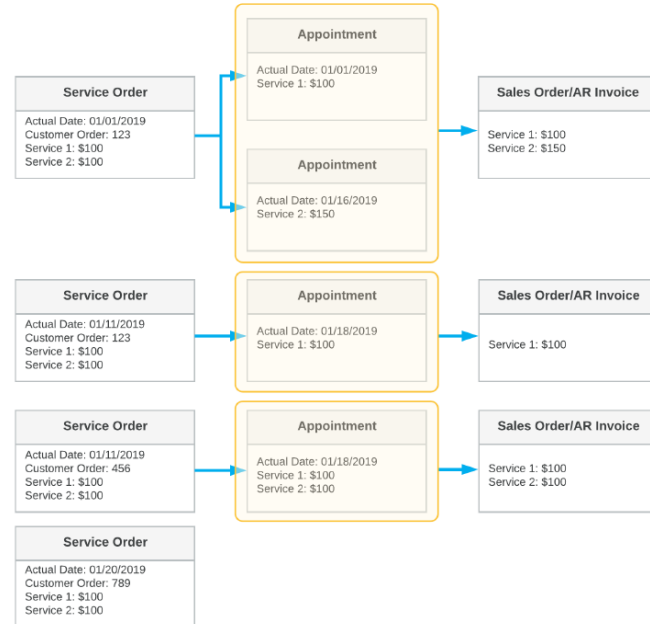 Appointment
Actual Date: 01/01/2019
Service 1: $100
Service Order
Actual Date: 01/01/2019
Customer Order: 123
Service 1: $100
Service 2: $100
Sales Order/AR Invoice
Service 1: $100
Service 2: $150
Appointment
Actual Date: 01/16/2019
Service 2: $150
Service Order
Actual Date: 01/11/2019
Customer Order: 123
Service 1: $100
Service 2: $100
Appointment
Actual Date: 01/18/2019
Service 1: $100
Sales Order/AR Invoice
Service 1: $100
Service Order
Actual Date: 01/11/2019
Customer Order: 456
Service 1: $100
Service 2: $100
Appointment
Actual Date: 01/18/2019
Service 1: $100
Service 2: $100
Sales Order/AR Invoice
Service 1: $100
Service 2: $100
Service Order
Actual Date: 01/20/2019
Customer Order: 789
Service 1: $100
Service 2: $100